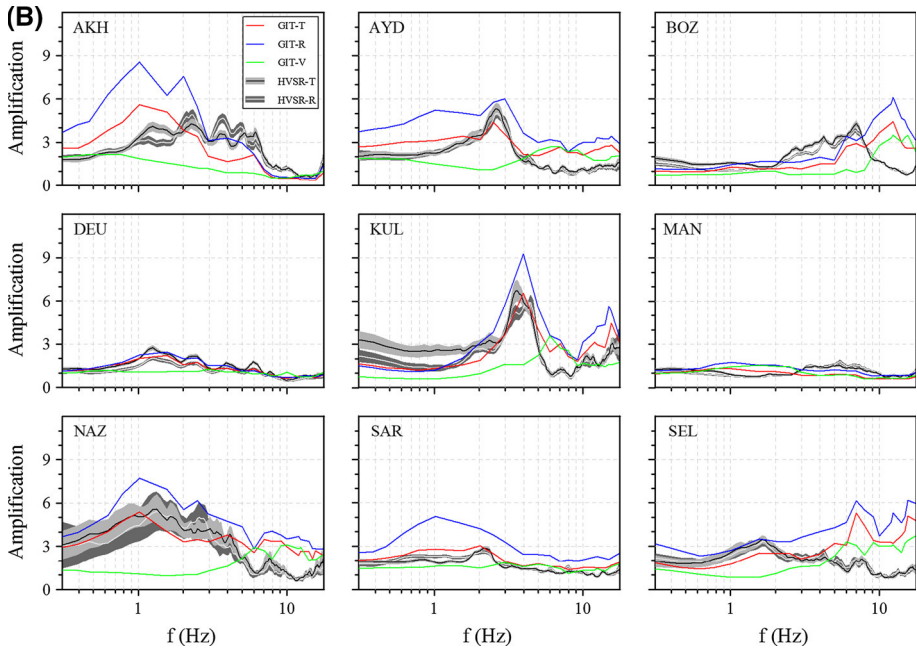 (B)
AKH
AYD
BOZ
GIT-T
GIT-R
GIT-V
HVSR-T
HVSR-R
Amplification
9
6
3
0
DEU
KUL
MAN
Amplification
9
6
3
0
NAZ
SAR
SEL
Amplification
9
6
3
0
1 10
1 10
1 10
f (Hz)
f (Hz)
f (Hz)